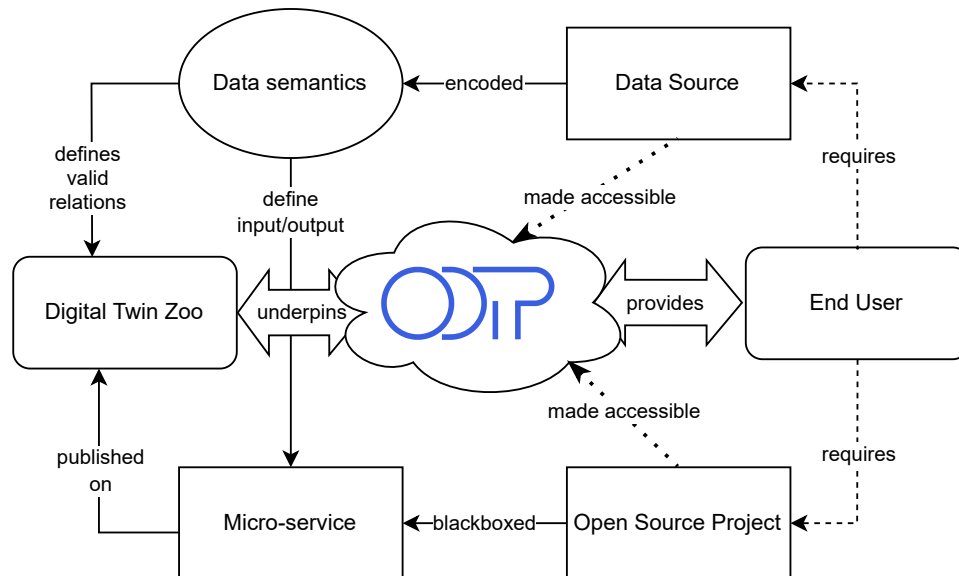 Data semantics
encoded
Data Source
defines
valid
relations
define
input/output
made accessible
requires
Digital Twin Zoo
underpins
ODTP
provides
End User
made accessible
published
on
requires
Micro-service
blackboxed
Open Source Project